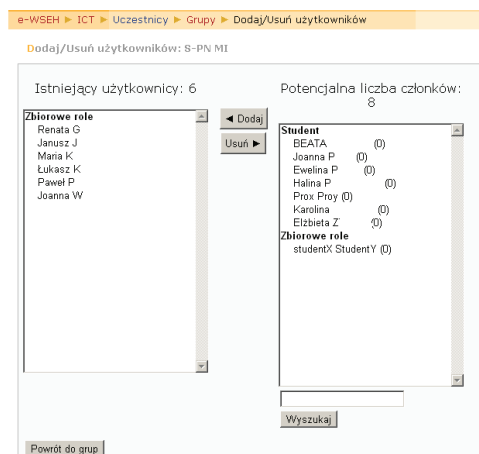 e-WSEH ► ICT ► Uczestnicy ► Grupy ► Dodaj/Usuń użytkowników
Dodaj/Usuń użytkowników: S-PN MI
Istniejący użytkownicy: 6
Zbiorowe role
Renata G
Janusz J
Maria K
Łukasz K
Paweł P
Joanna W
◄ Dodaj
Usuń ►
Potencjalna liczba członków:
8
Student
BEATA (0)
Joanna P (0)
Ewelina P (0)
Halina P (0)
Prox Proy (0)
Karolina (0)
Elżbieta Z (0)
Zbiorowe role
studentX StudentY (0)
Wyszukaj
Powrót do grup